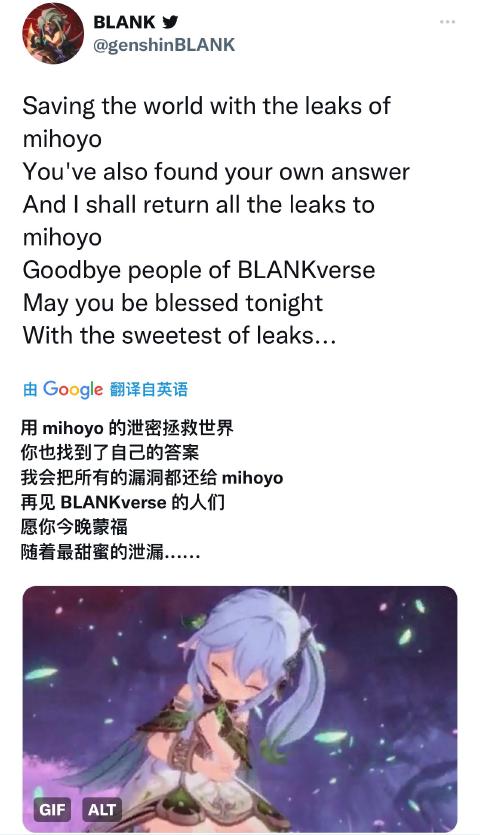 BLANK
@genshinBLANK
Saving the world with the leaks of
mihoyo
You've also found your own answer
And I shall return all the leaks to
mihoyo
Goodbye people of BLANKverse
May you be blessed tonight
With the sweetest of leaks...
由 Google 翻译自英语
用 mihoyo 的泄密拯救世界
你也找到了自己的答案
我会把所有的漏洞都还给 mihoyo
再见 BLANKverse 的人们
愿你今晚蒙福
随着最甜蜜的泄漏......
GIF ALT